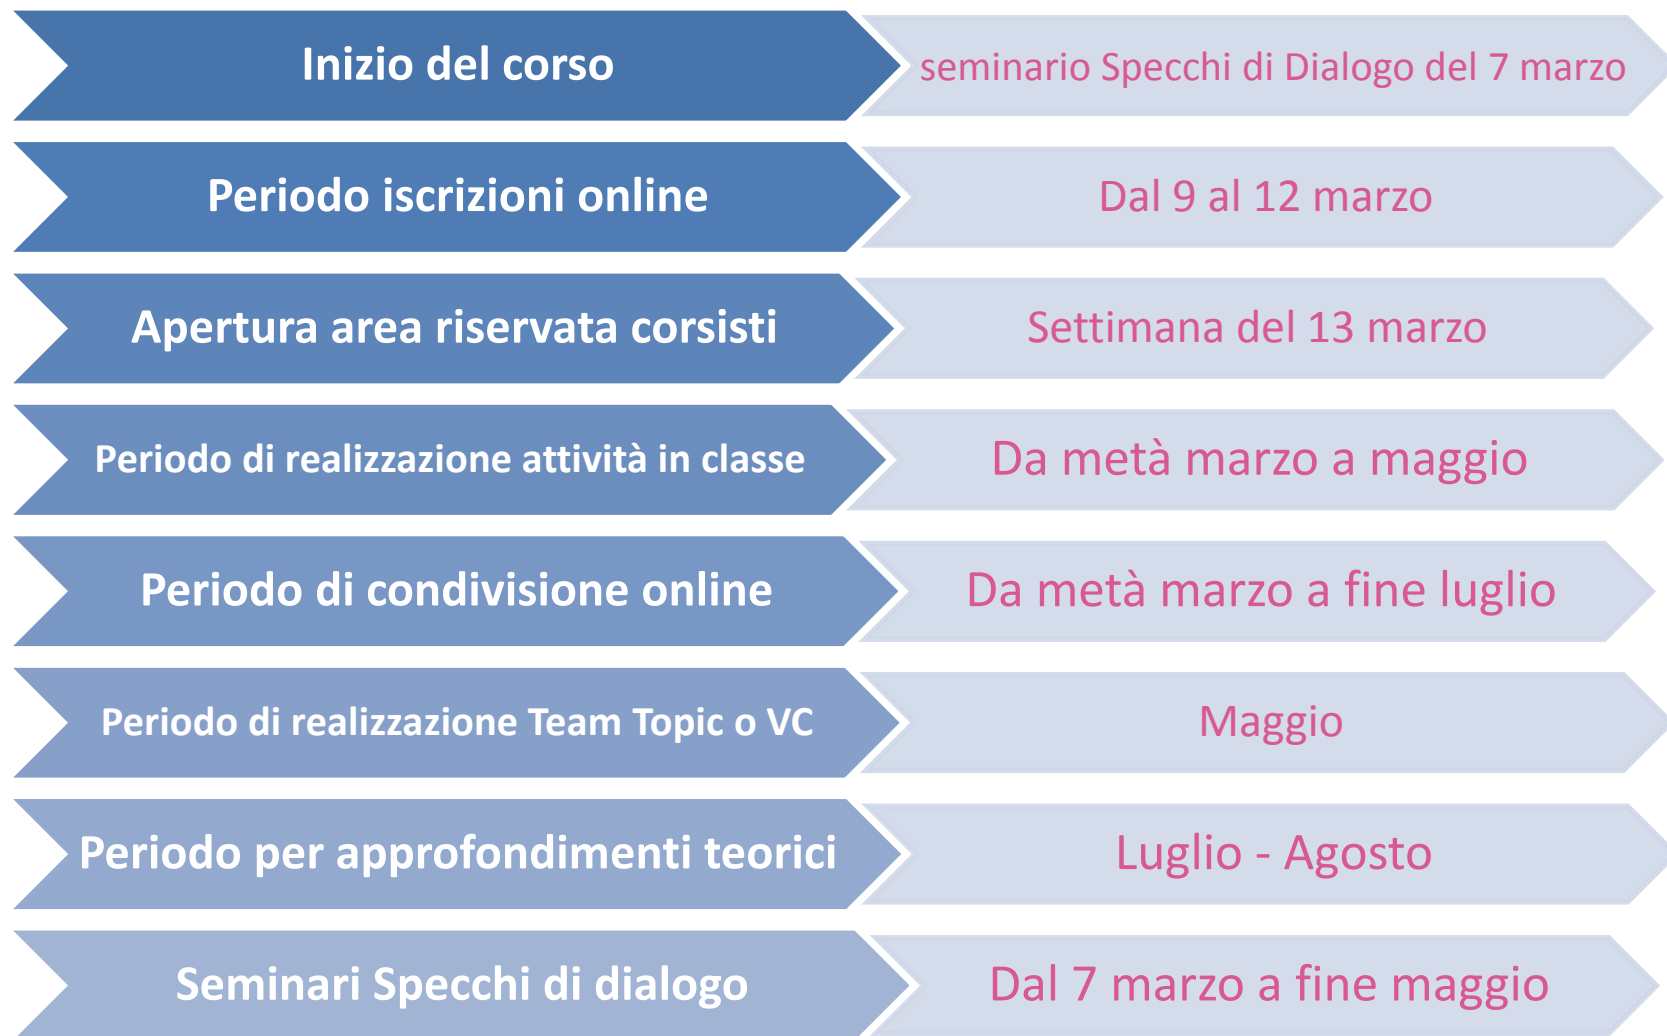 Inizio del corso
seminario Specchi di Dialogo del 7 marzo
Periodo iscrizioni online
Dal 9 al 12 marzo
Apertura area riservata corsisti
Settimana del 13 marzo
Periodo di realizzazione attività in classe
Da metà marzo a maggio
Periodo di condivisione online
Da metà marzo a fine luglio
Periodo di realizzazione Team Topic o VC
Maggio
Periodo per approfondimenti teorici
Luglio - Agosto
Seminari Specchi di dialogo
Dal 7 marzo a fine maggio